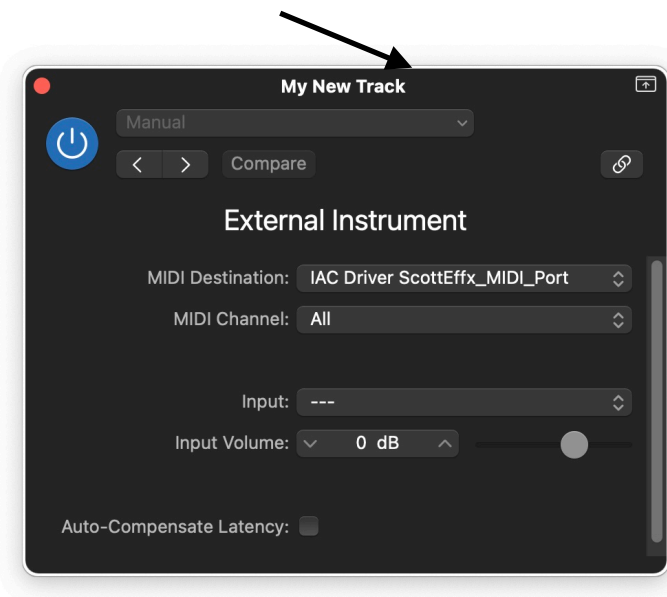 My New Track
Manual
Compare
External Instrument
MIDI Destination: IAC Driver ScottEffx_MIDI_Port
MIDI Channel: All
Input: ---
Input Volume: 0 dB
Auto-Compensate Latency: